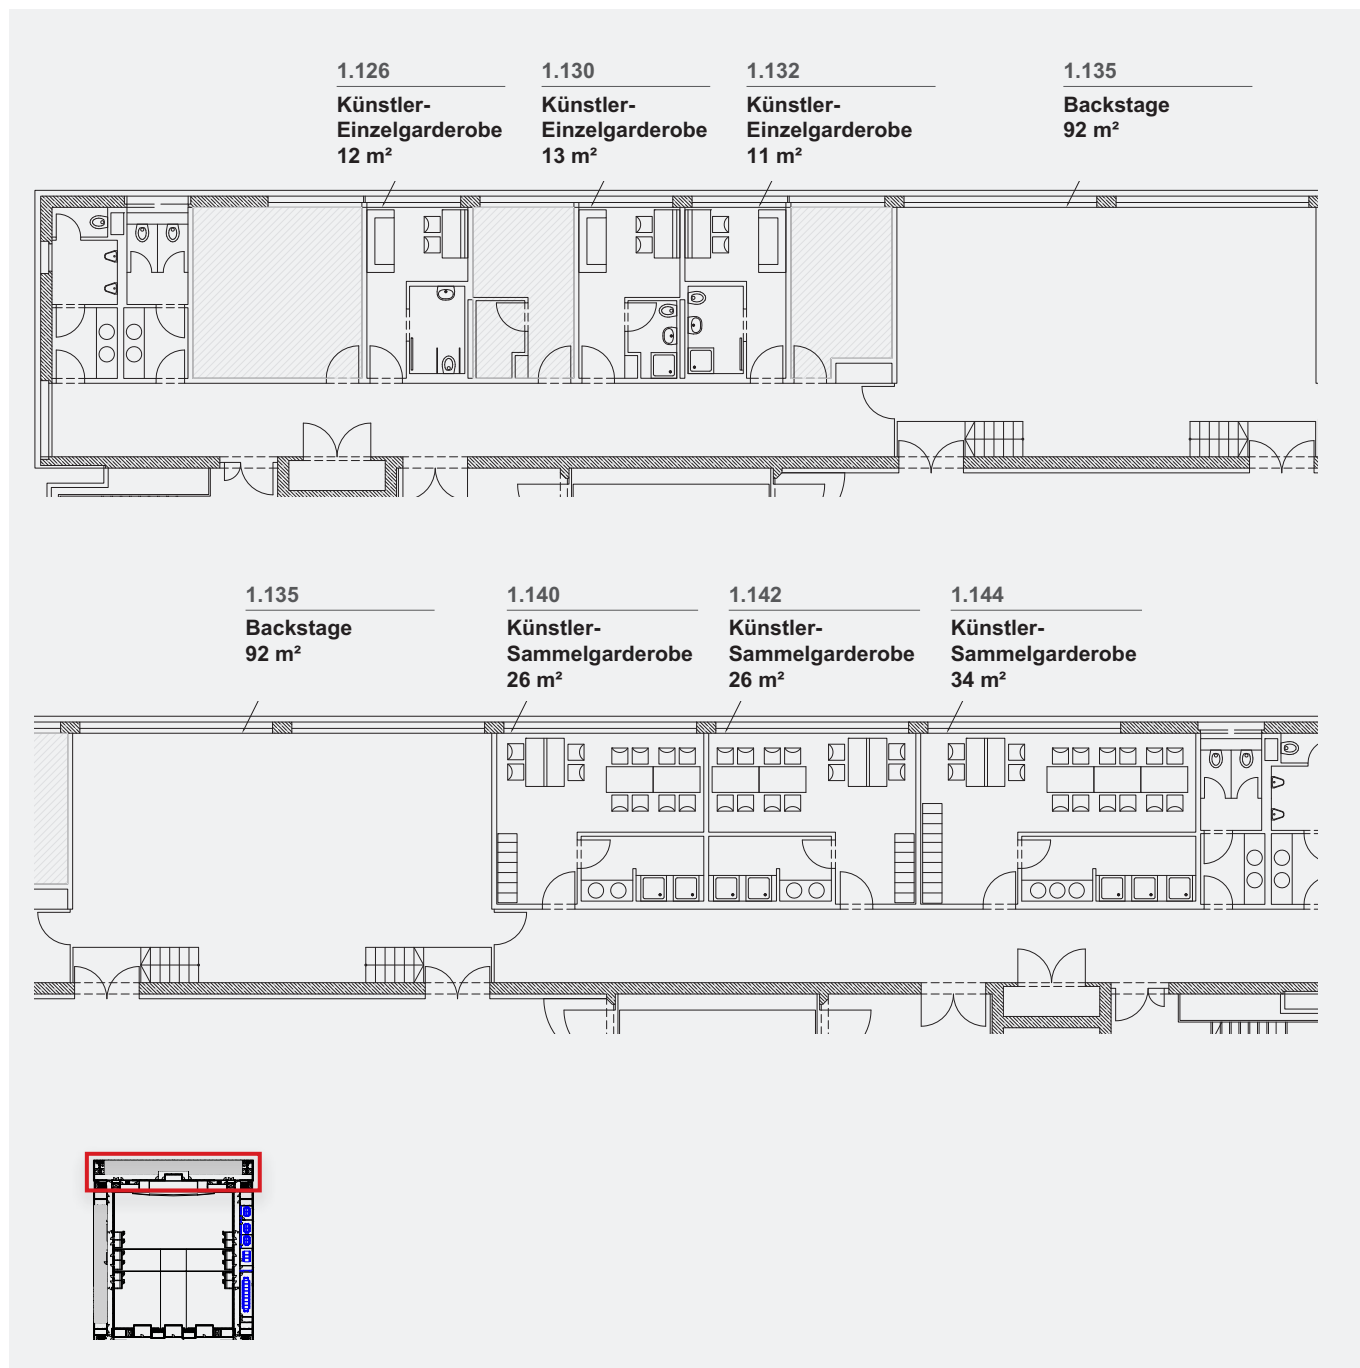 1.126
Künstler-
Einzelgarderobe
12 m²
1.130
Künstler-
Einzelgarderobe
13 m²
1.132
Künstler-
Einzelgarderobe
11 m²
1.135
Backstage
92 m²
1.135
Backstage
92 m²
1.140
Künstler-
Sammelgarderobe
26 m²
1.142
Künstler-
Sammelgarderobe
26 m²
1.144
Künstler-
Sammelgarderobe
34 m²